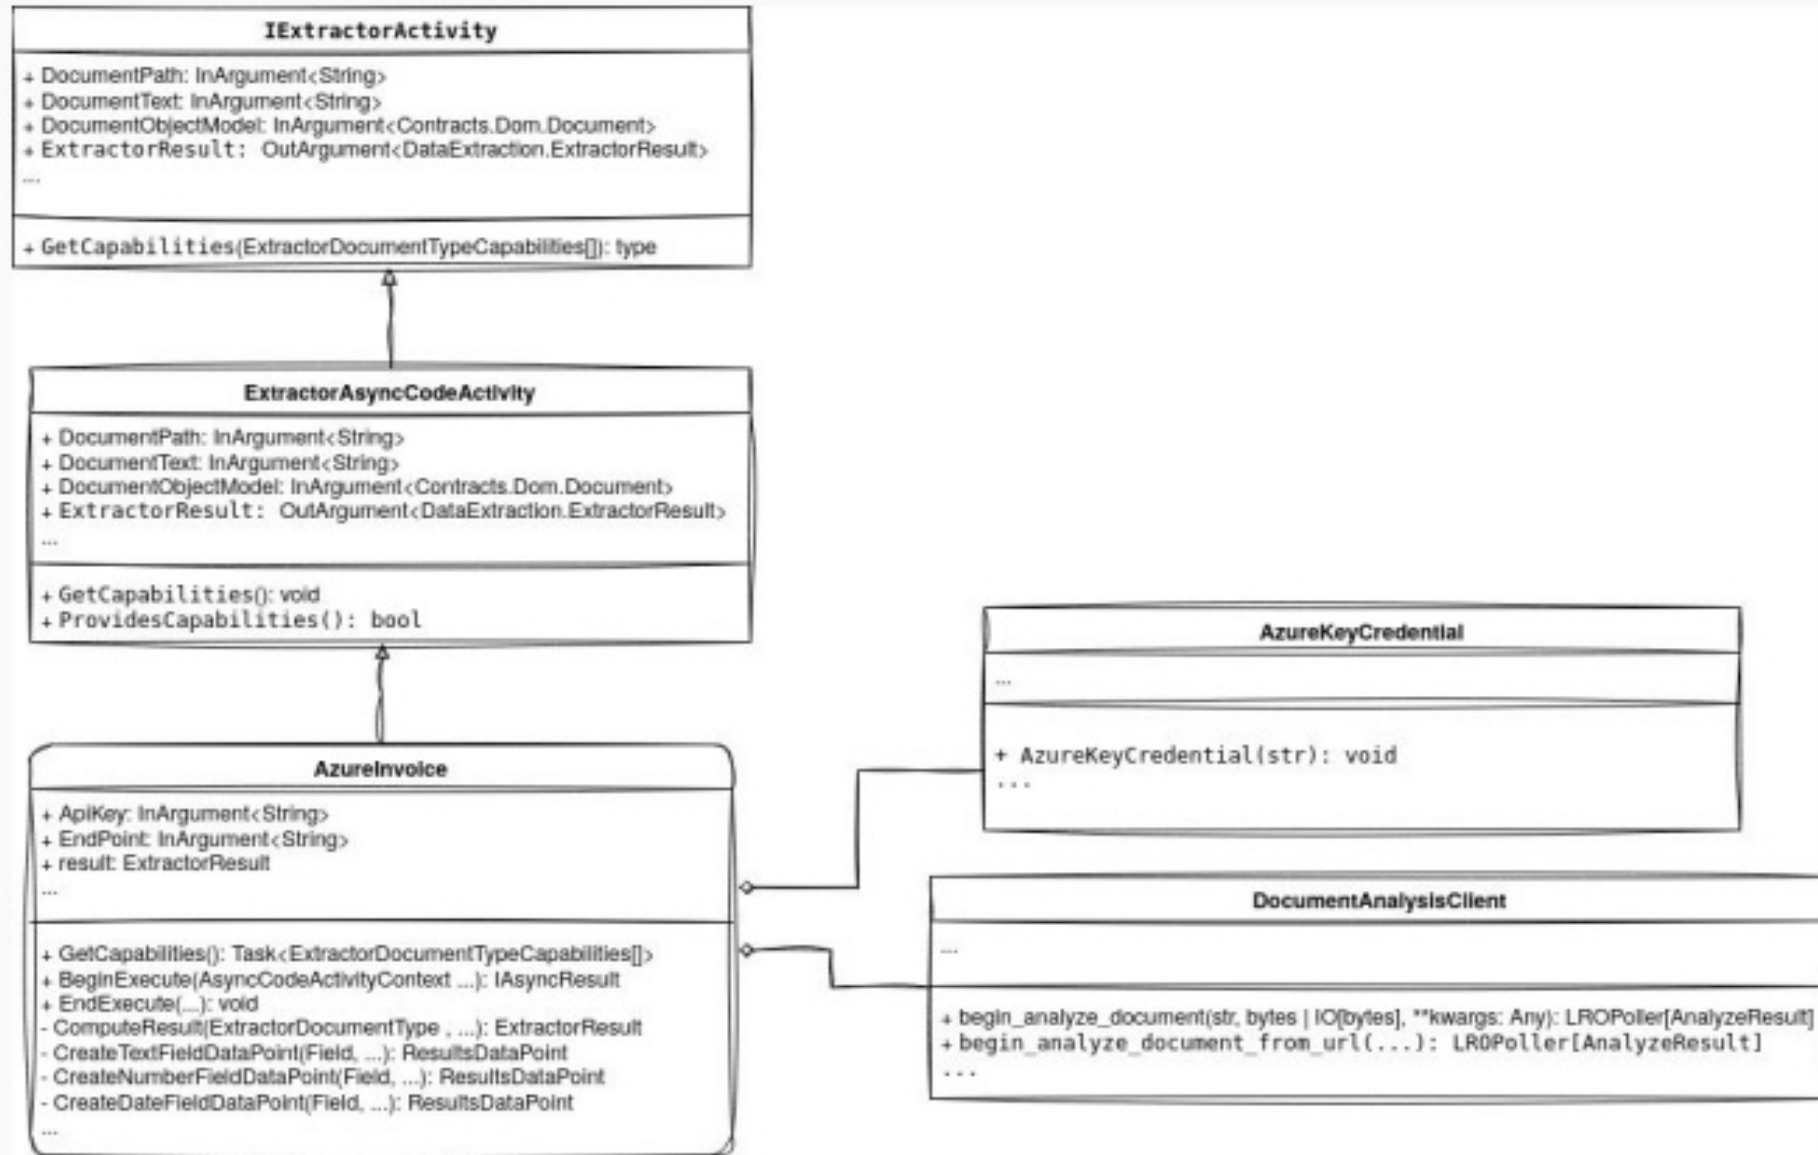 IExtractorActivity
+ DocumentPath: InArgument<String>
+ DocumentText: InArgument<String>
+ DocumentObjectModel: InArgument<Contracts.Dom.Document>
+ ExtractorResult: OutArgument<DataExtraction.ExtractorResult>
...
+ GetCapabilities(ExtractorDocumentTypeCapabilities[]): type
ExtractorAsyncCodeActivity
+ DocumentPath: InArgument<String>
+ DocumentText: InArgument<String>
+ DocumentObjectModel: InArgument<Contracts.Dom.Document>
+ ExtractorResult: OutArgument<DataExtraction.ExtractorResult>
...
+ GetCapabilities(): void
+ ProvidesCapabilities(): bool
AzureInvoice
+ ApiKey: InArgument<String>
+ EndPoint: InArgument<String>
+ result: ExtractorResult
...
+ GetCapabilities(): Task<ExtractorDocumentTypeCapabilities[]>
+ BeginExecute(AsyncCodeActivityContext ...): IAsyncResult
+ EndExecute(...): void
- ComputeResult(ExtractorDocumentType , ...): ExtractorResult
- CreateTextFieldDataPoint(Field, ...): ResultsDataPoint
- CreateNumberFieldDataPoint(Field, ...): ResultsDataPoint
- CreateDateFieldDataPoint(Field, ...): ResultsDataPoint
...
AzureKeyCredential
...
+ AzureKeyCredential(str): void
...
DocumentAnalysisClient
...
+ begin_analyze_document(str, bytes | IO[bytes], **kwargs: Any): LROPoller[AnalyzeResult]
+ begin_analyze_document_from_url(...): LROPoller[AnalyzeResult]
...